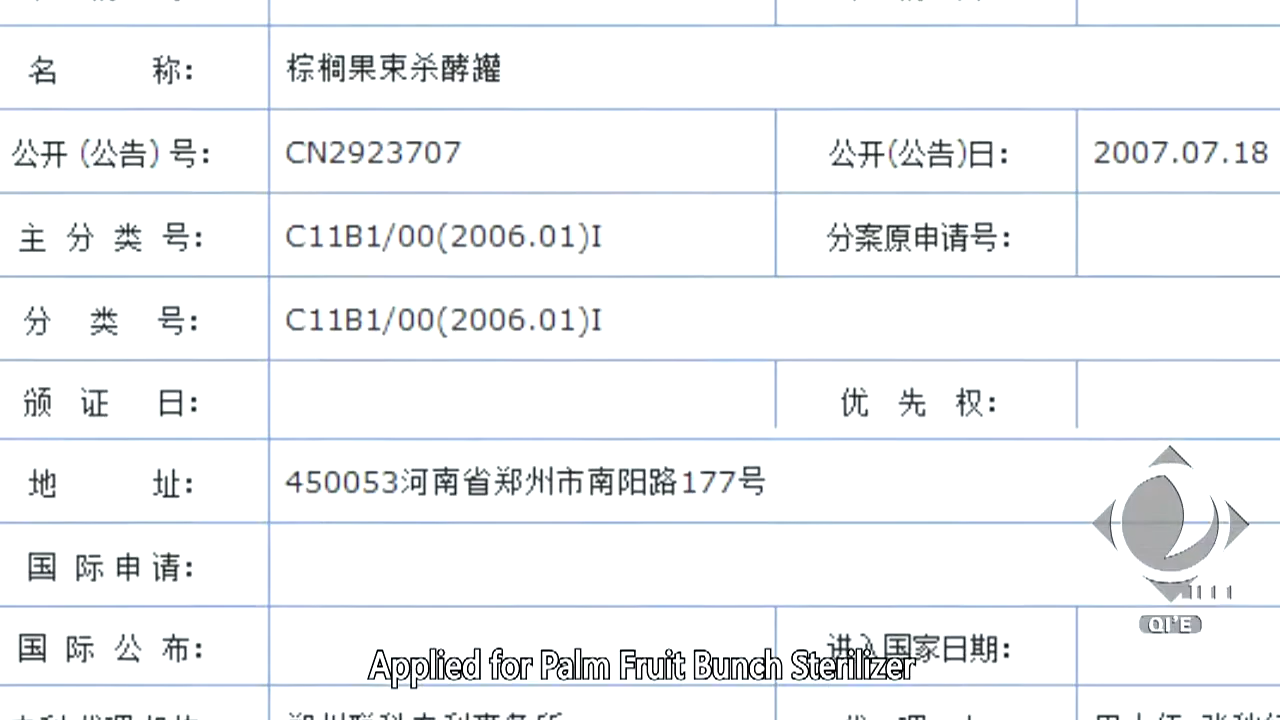 名 称: 棕榈果束杀酵罐
公开 (公告) 号: CN2923707 公开(公告)日: 2007.07.18
主 分 类 号: C11B1/00(2006.01)I 分案原申请号:
分 类 号: C11B1/00(2006.01)I
颁 证 日: 优 先 权:
地 址: 450053河南省郑州市南阳路177号
国 际 申 请:
国 际 公 布: 进入国家日期:
Applied for Palm Fruit Bunch Sterilizer
QI'E